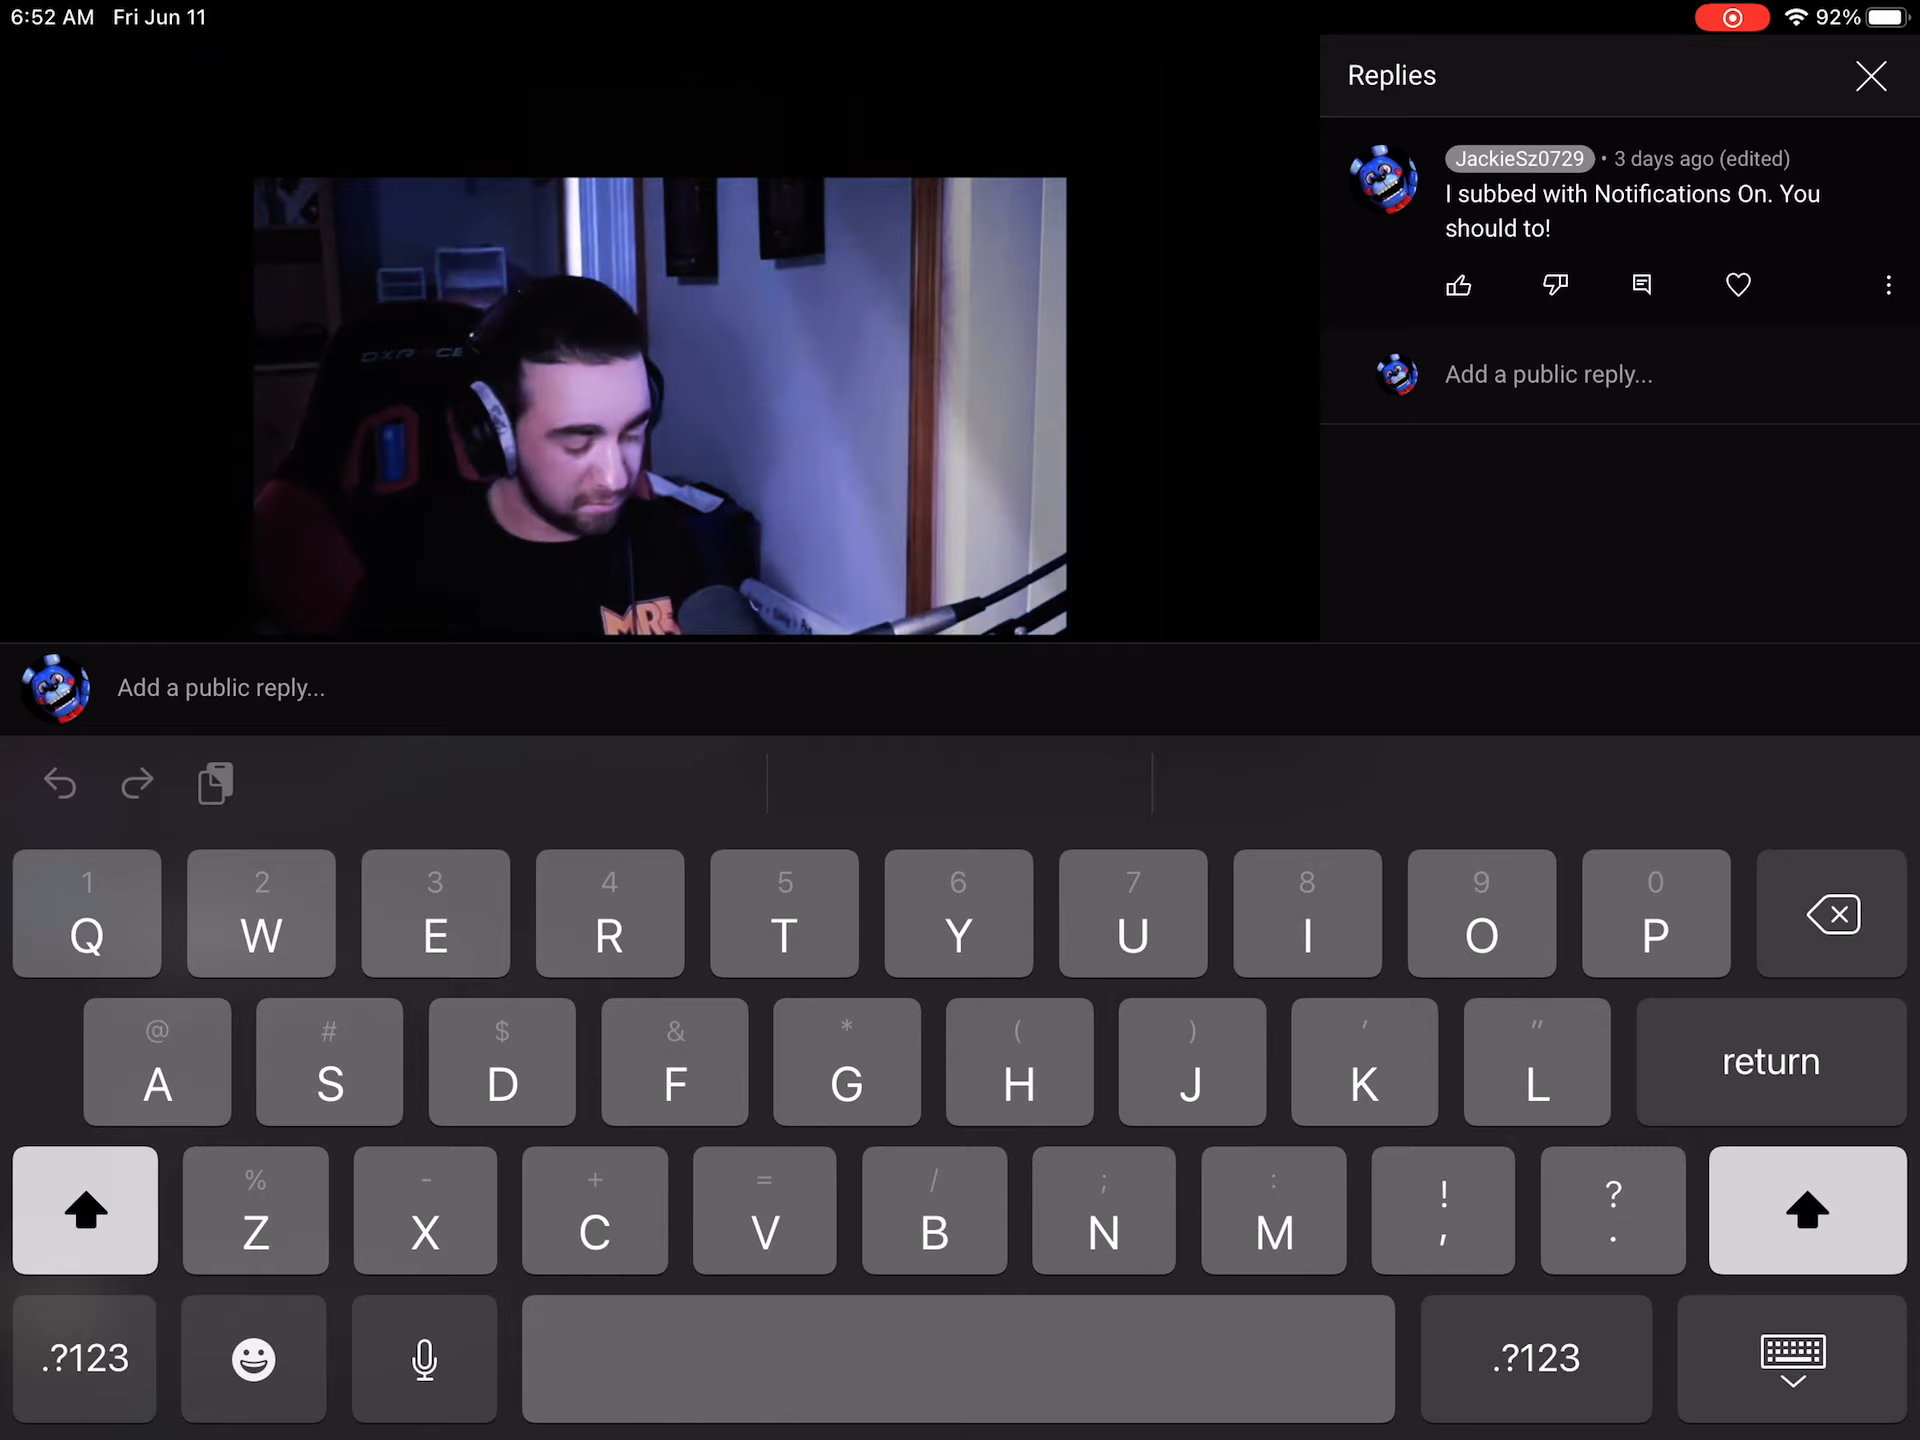 6:52 AM Fri Jun 11
92%
Replies
JackieSz0729 • 3 days ago (edited)
I subbed with Notifications On. You
should to!
Add a public reply...
DXRACE
MRE
Add a public reply...
1 2 3 4 5 6 7 8 9 0
Q W E R T Y U I O P
@ # $ & * ( ) ' "
A S D F G H J K L return
% - + = / ; : ! ?
Z X C V B N M , .
.?123 .?123